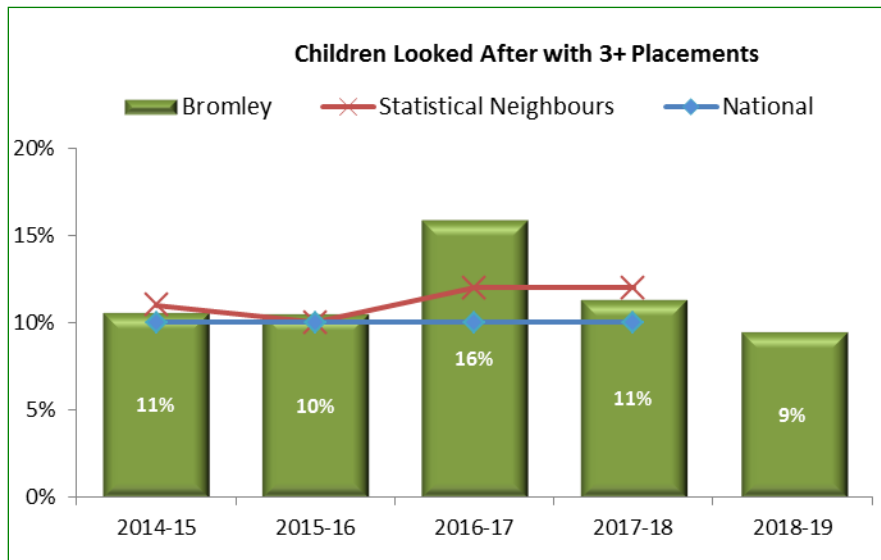 Children Looked After with 3+ Placements
Bromley Statistical Neighbours National
20%
15%
10%
5%
0%
11% 10% 16% 11% 9%
2014-15 2015-16 2016-17 2017-18 2018-19